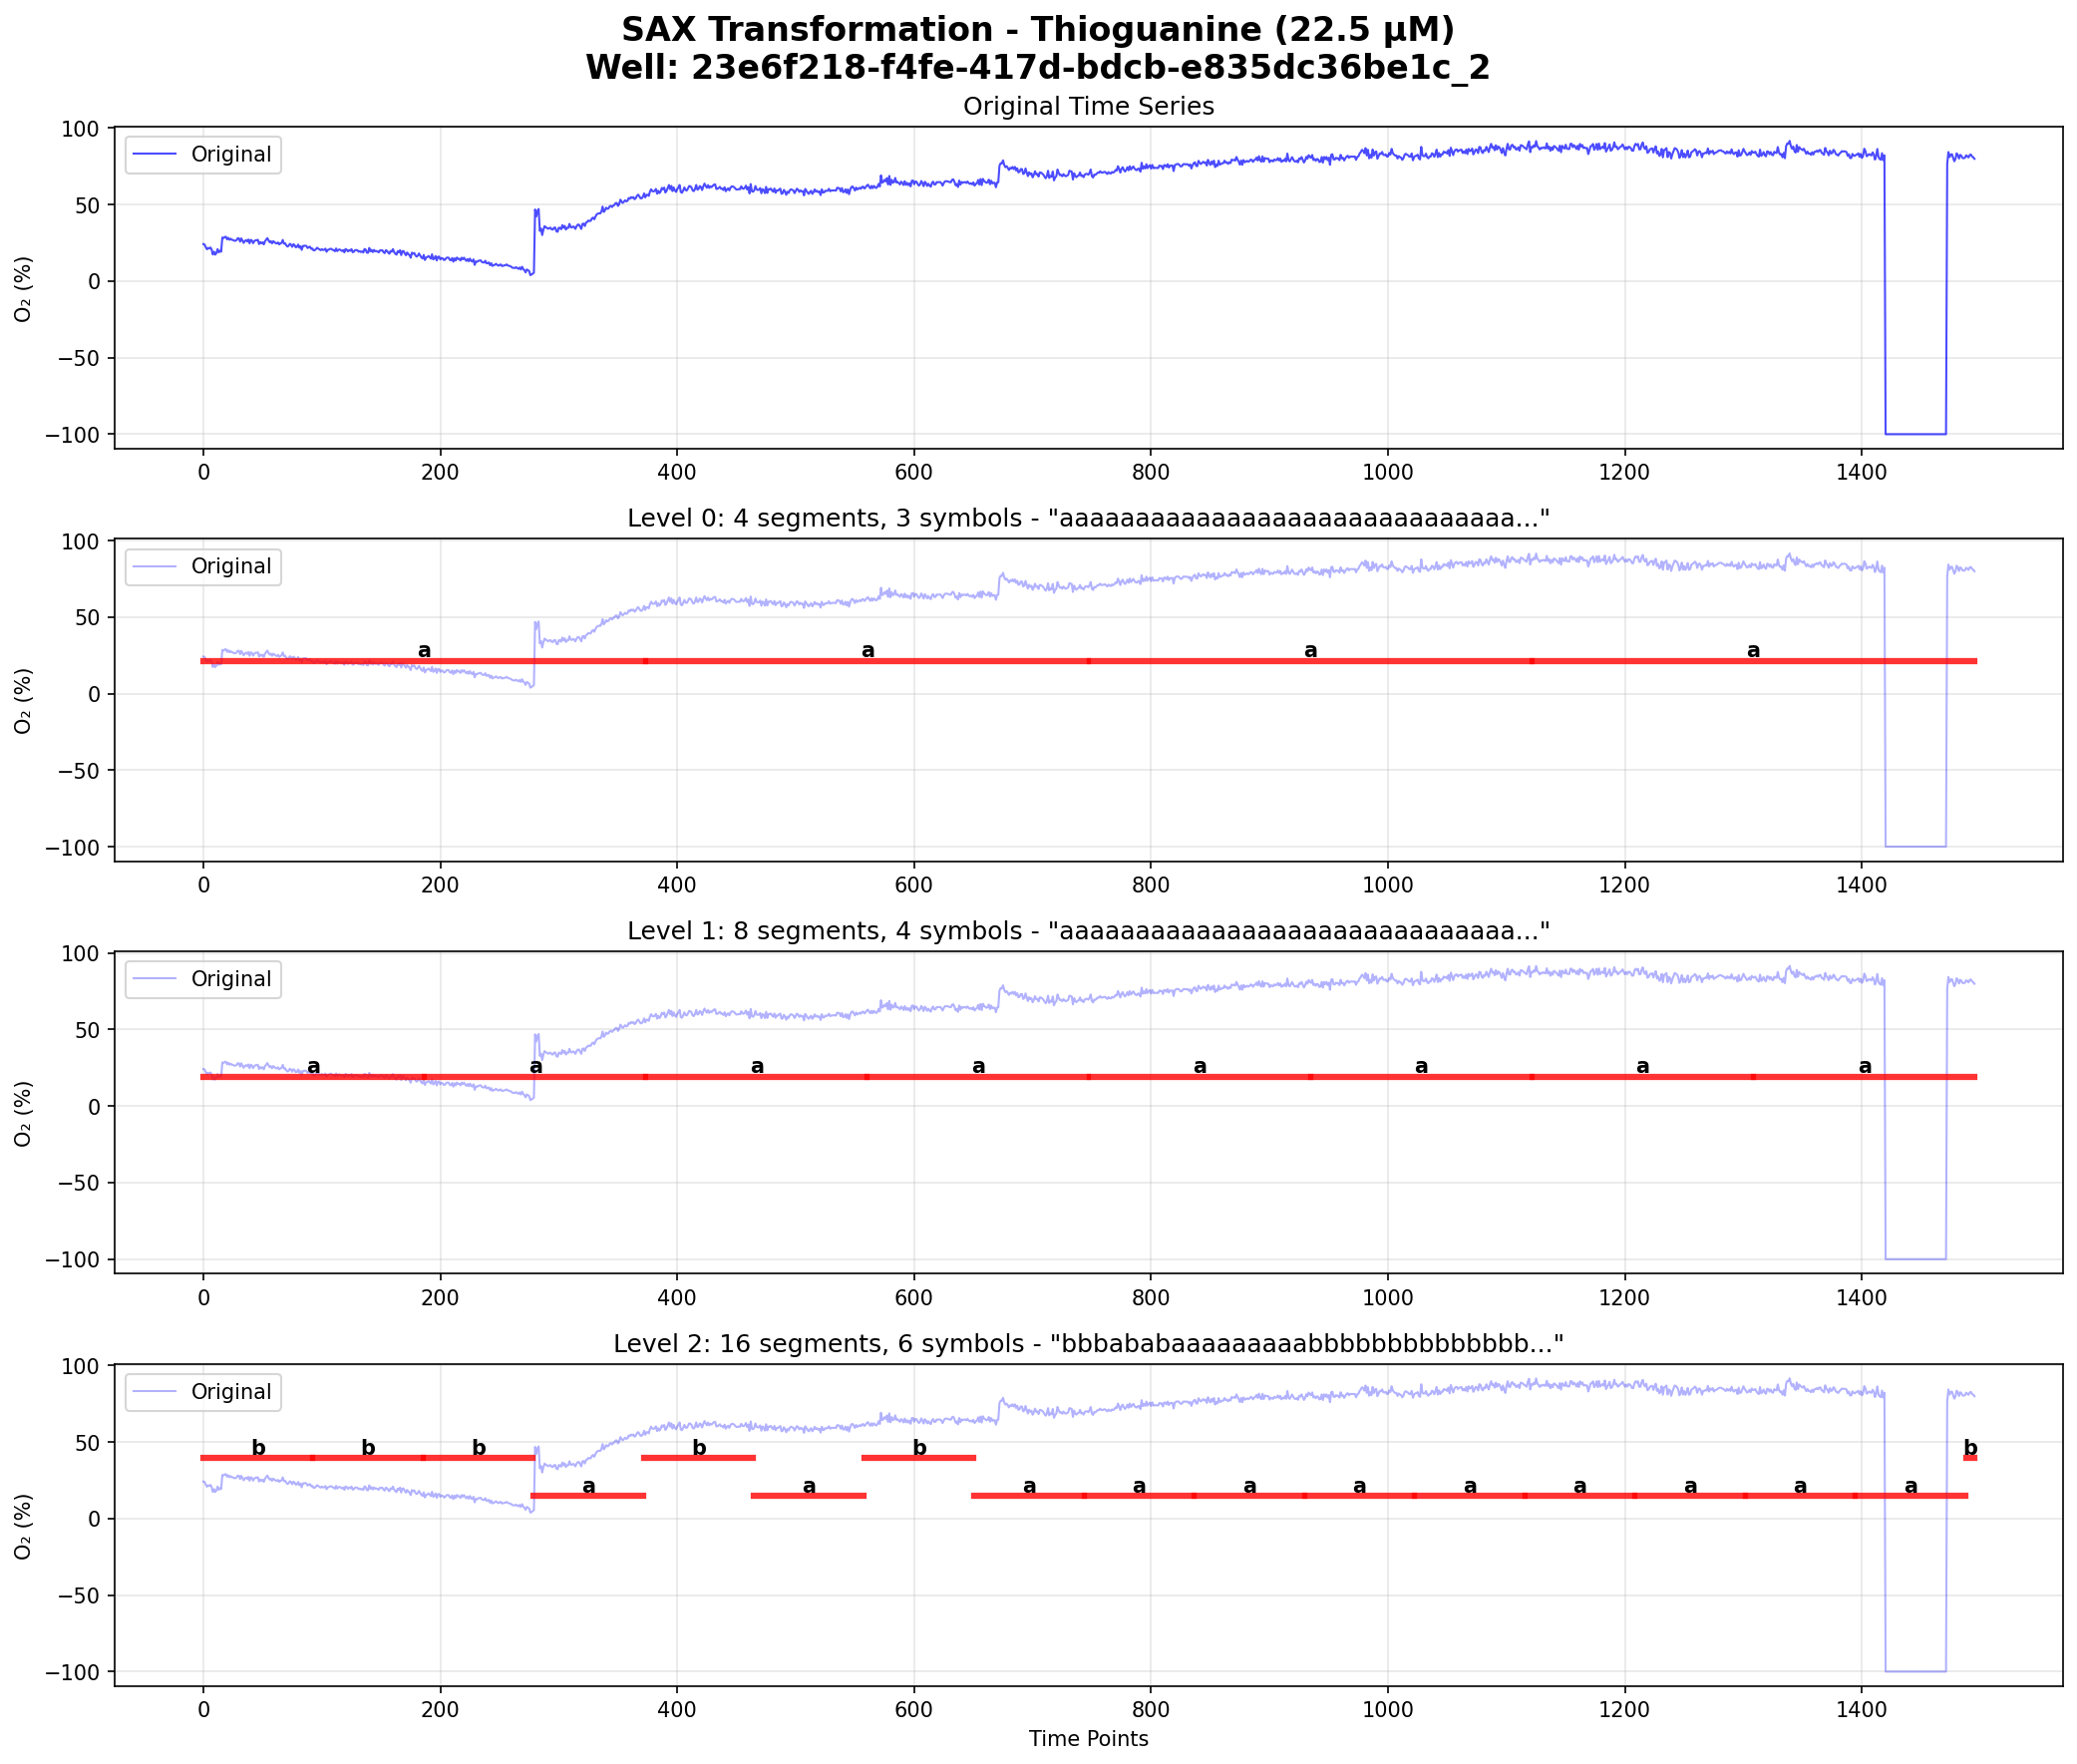 SAX Transformation - Thioguanine (22.5 µM)
Well: 23e6f218-f4fe-417d-bdcb-e835dc36be1c_2
Original Time Series
Original
100
50
0
−50
−100
O₂ (%)
0 200 400 600 800 1000 1200 1400
Level 0: 4 segments, 3 symbols - "aaaaaaaaaaaaaaaaaaaaaaaaaaaaaa..."
Original
100
50
0
−50
−100
O₂ (%)
a a a a
0 200 400 600 800 1000 1200 1400
Level 1: 8 segments, 4 symbols - "aaaaaaaaaaaaaaaaaaaaaaaaaaaaaa..."
Original
100
50
0
−50
−100
O₂ (%)
a a a a a a a a
0 200 400 600 800 1000 1200 1400
Level 2: 16 segments, 6 symbols - "bbbababaaaaaaaaabbbbbbbbbbbbbb..."
Original
100
50
0
−50
−100
O₂ (%)
b b b a b a b a a a a a a a a a b
0 200 400 600 800 1000 1200 1400
Time Points